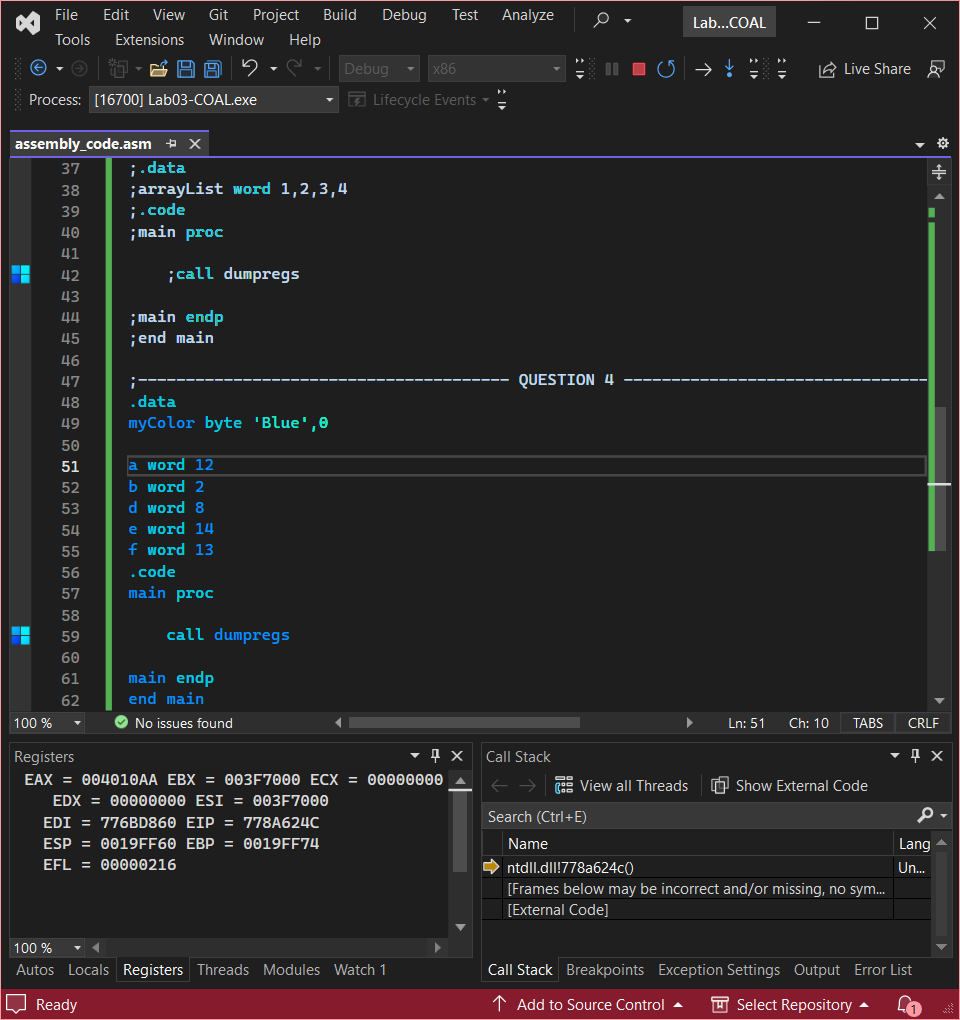 File Edit View Git Project Build Debug Test Analyze Lab...COAL
Tools Extensions Window Help
Debug x86 Live Share
Process: [16700] Lab03-COAL.exe Lifecycle Events
assembly_code.asm
37 ;.data
38 ;arrayList word 1,2,3,4
39 ;.code
40 ;main proc
41
42 ;call dumpregs
43
44 ;main endp
45 ;end main
46
47 ;--------------------------------------- QUESTION 4 --------------------------------
48 .data
49 myColor byte 'Blue',0
50
51 a word 12
52 b word 2
53 d word 8
54 e word 14
55 f word 13
56 .code
57 main proc
58
59 call dumpregs
60
61 main endp
62 end main
100 % No issues found Ln: 51 Ch: 10 TABS CRLF
Registers
EAX = 004010AA EBX = 003F7000 ECX = 00000000
EDX = 00000000 ESI = 003F7000
EDI = 776BD860 EIP = 778A624C
ESP = 0019FF60 EBP = 0019FF74
EFL = 00000216
100 %
Autos Locals Registers Threads Modules Watch 1
Call Stack
View all Threads Show External Code
Search (Ctrl+E)
Name Lang
ntdll.dll!778a624c() Un...
[Frames below may be incorrect and/or missing, no sym...
[External Code]
Call Stack Breakpoints Exception Settings Output Error List
Ready Add to Source Control Select Repository 1